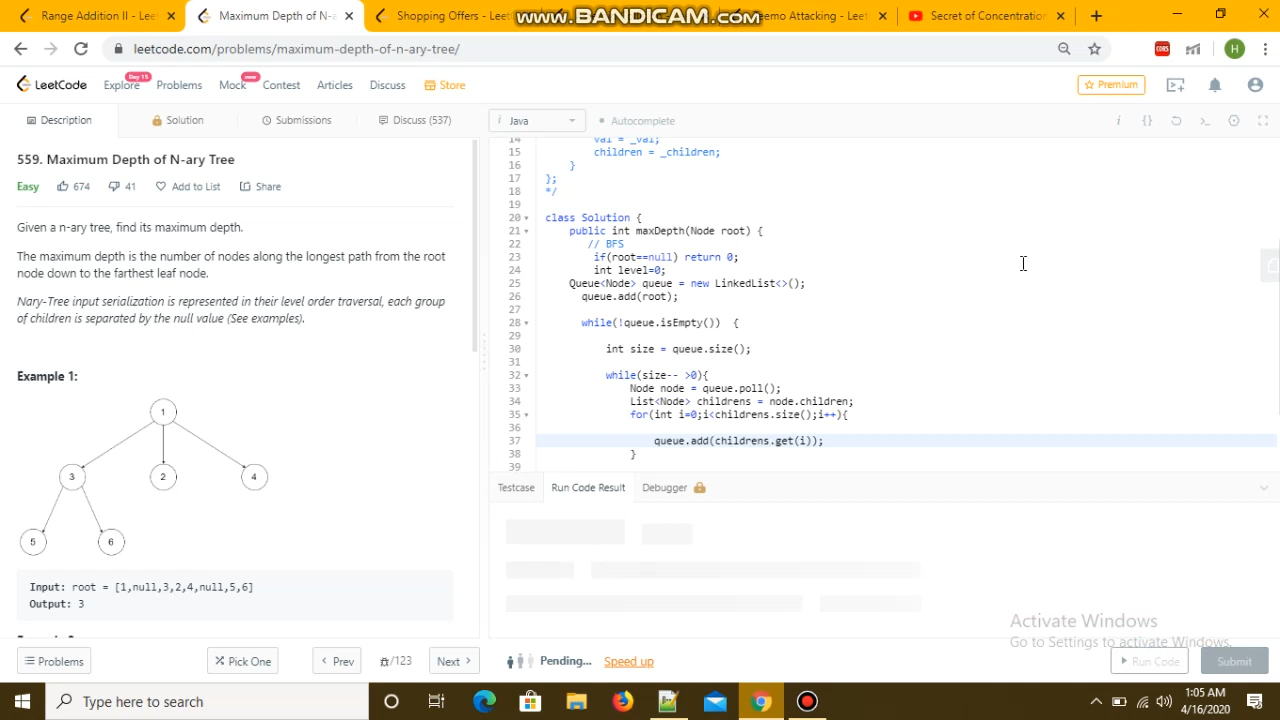 Range Addition II - Leet
Maximum Depth of N-a
Shopping Offers - Leet
emo Attacking - Leet
Secret of Concentration
www.BANDICAM.com
leetcode.com/problems/maximum-depth-of-n-ary-tree/
CORS
H
LeetCode
Explore
Day 15
Problems
Mock
new
Contest
Articles
Discuss
Store
Premium
Description
Solution
Submissions
Discuss (537)
i Java
Autocomplete
i {}
559. Maximum Depth of N-ary Tree
Easy 674 41 Add to List Share
Given a n-ary tree, find its maximum depth.
The maximum depth is the number of nodes along the longest path from the root
node down to the farthest leaf node.
Nary-Tree input serialization is represented in their level order traversal, each group
of children is separated by the null value (See examples).
Example 1:
1
3 2 4
5 6
Input: root = [1,null,3,2,4,null,5,6]
Output: 3
14 val = _val;
15 children = _children;
16 }
17 };
18 */
19
20 class Solution {
21 public int maxDepth(Node root) {
22 // BFS
23 if(root==null) return 0;
24 int level=0;
25 Queue<Node> queue = new LinkedList<>();
26 queue.add(root);
27
28 while(!queue.isEmpty()) {
29
30 int size = queue.size();
31
32 while(size-- >0){
33 Node node = queue.poll();
34 List<Node> childrens = node.children;
35 for(int i=0;i<childrens.size();i++){
36
37 queue.add(childrens.get(i));
38 }
39
Testcase
Run Code Result
Debugger
Activate Windows
Go to Settings to activate Windows.
Problems
Pick One
Prev
/123
Next
Pending...
Speed up
Run Code
Submit
Type here to search
1:05 AM
4/16/2020